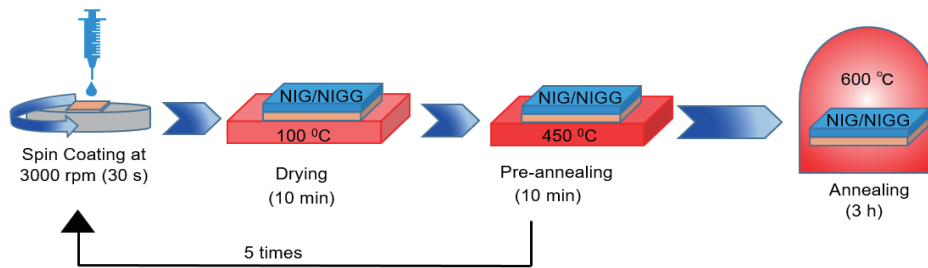 600 °C
NIG/NIGG
NIG/NIGG
NIG/NIGG
100 ⁰C
450 ⁰C
Spin Coating at
3000 rpm (30 s)
Drying
(10 min)
Pre-annealing
(10 min)
Annealing
(3 h)
5 times